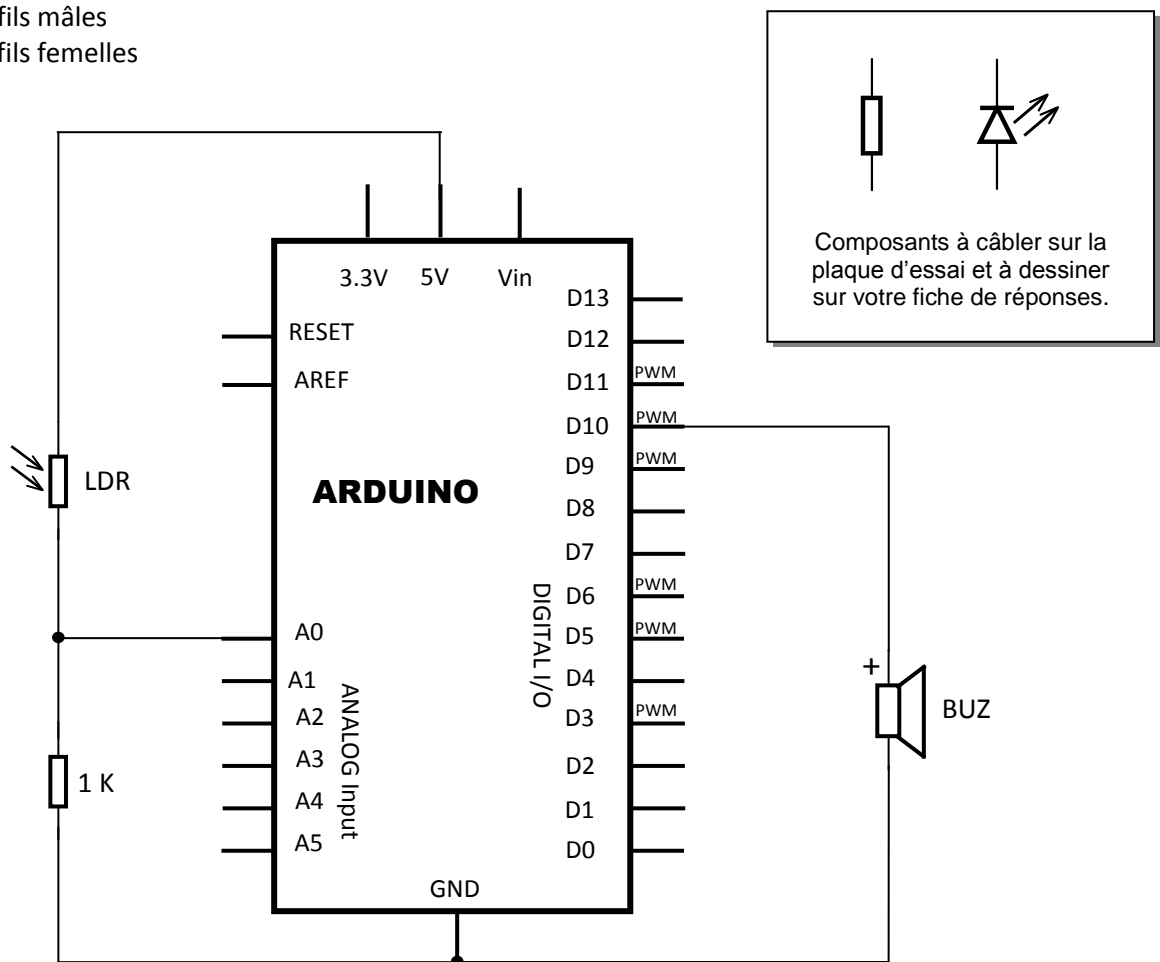 fils mâles
fils femelles
Composants à câbler sur la
plaque d'essai et à dessiner
sur votre fiche de réponses.
3.3V 5V Vin
RESET
AREF
ARDUINO
LDR
A0
A1
A2
A3
A4
A5
ANALOG Input
1 K
GND
D13
D12
D11 PWM
D10 PWM
D9 PWM
D8
D7
D6 PWM
D5 PWM
D4
D3 PWM
D2
D1
D0
DIGITAL I/O
+
BUZ